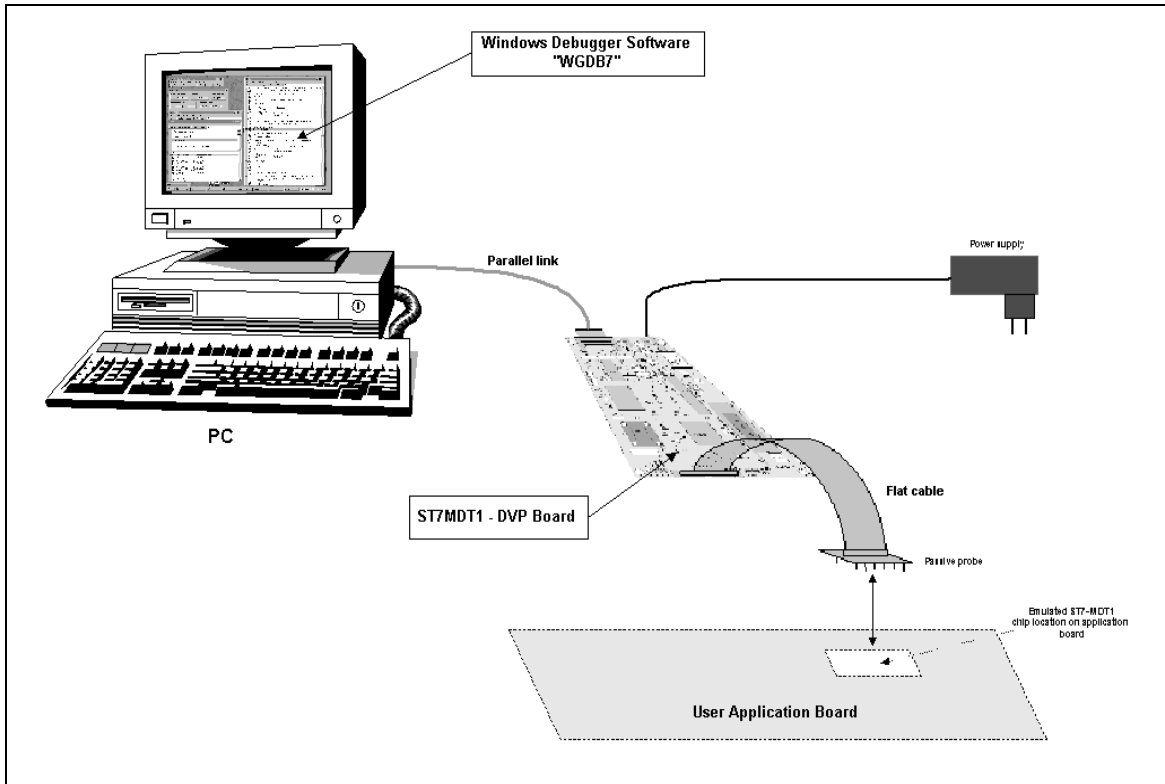 Windows Debugger Software
"WGDB7"
Power supply
Parallel link
PC
ST7MDT1 - DVP Board
Flat cable
Passive probe
Emulated ST7-MDT1
chip location on application
board
User Application Board